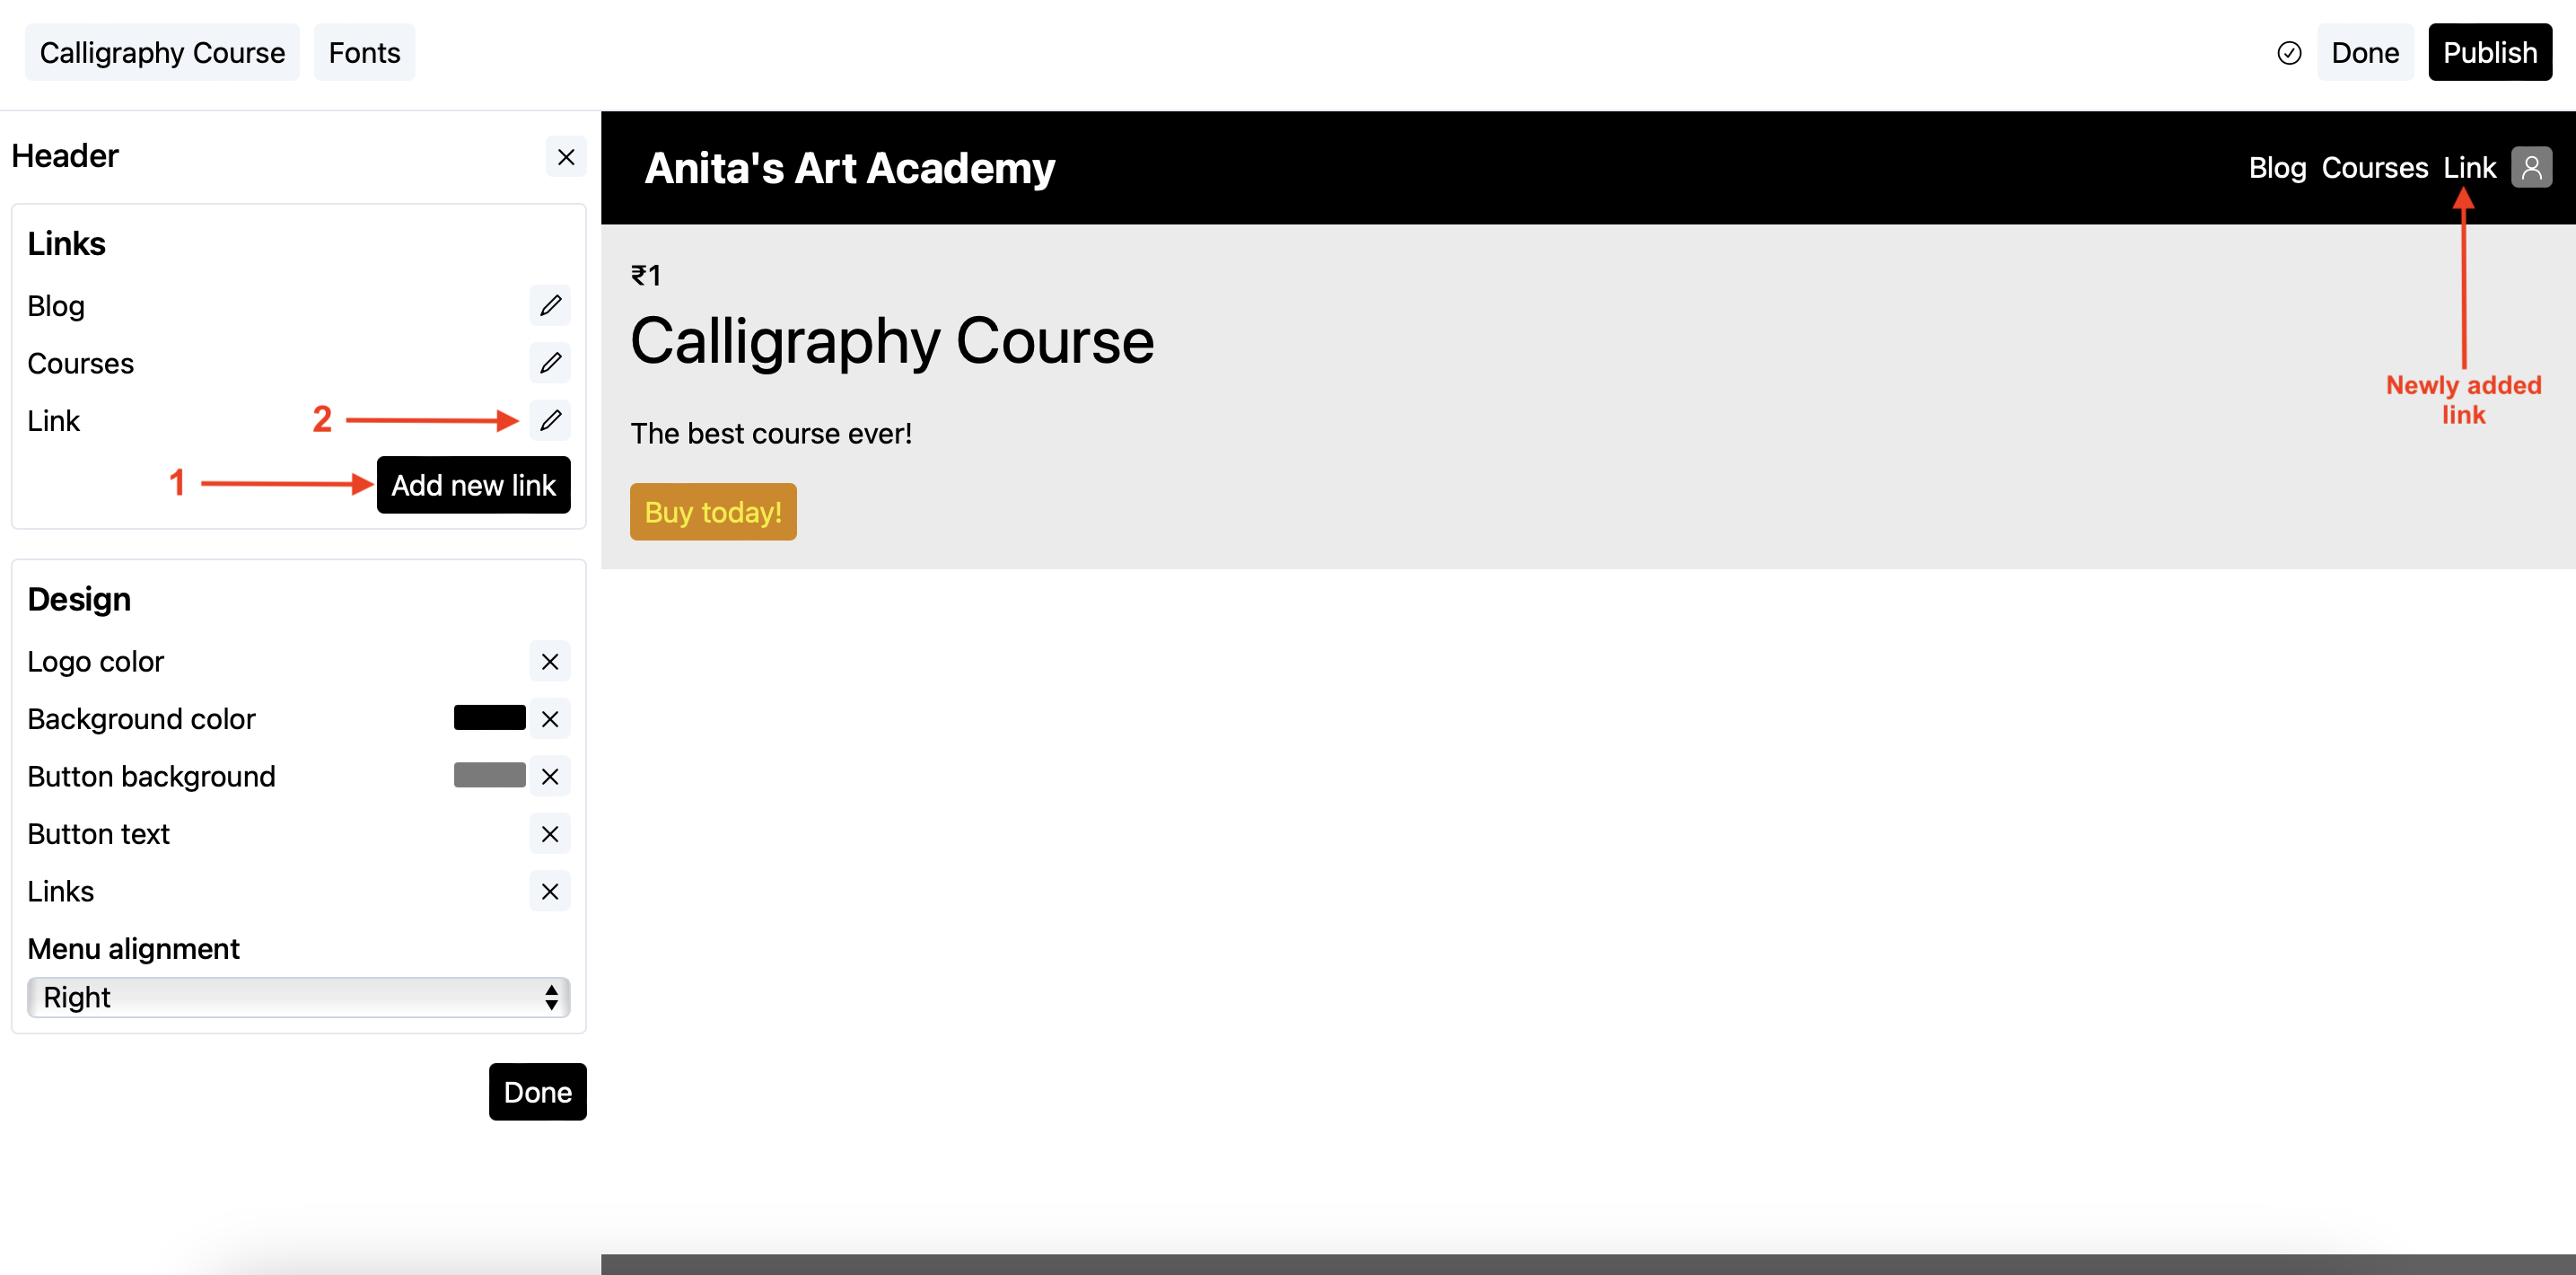 Calligraphy Course Fonts Done Publish
Header
Links
Blog
Courses
Link 2
1 Add new link
Design
Logo color
Background color
Button background
Button text
Links
Menu alignment
Right
Done
Anita's Art Academy Blog Courses Link
₹1
Calligraphy Course
The best course ever!
Buy today!
Newly added
link